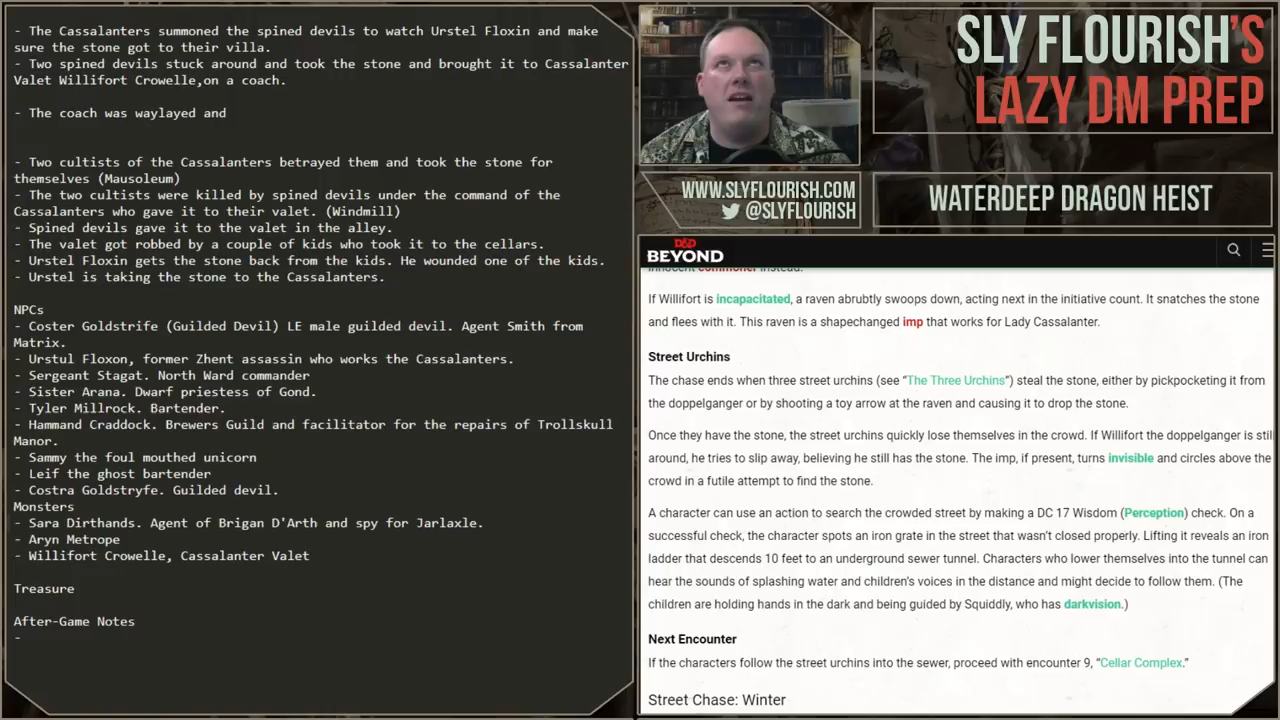 - The Cassalanters summoned the spined devils to watch Urstel Floxin and make
sure the stone got to their villa.
- Two spined devils stuck around and took the stone and brought it to Cassalanter
Valet Willifort Crowelle,on a coach.
- The coach was waylayed and
- Two cultists of the Cassalanters betrayed them and took the stone for
themselves (Mausoleum)
- The two cultists were killed by spined devils under the command of the
Cassalanters who gave it to their valet. (Windmill)
- Spined devils gave it to the valet in the alley.
- The valet got robbed by a couple of kids who took it to the cellars.
- Urstel Floxin gets the stone back from the kids. He wounded one of the kids.
- Urstel is taking the stone to the Cassalanters.
NPCs
- Coster Goldstrife (Guilded Devil) LE male guilded devil. Agent Smith from
Matrix.
- Urstul Floxon, former Zhent assassin who works the Cassalanters.
- Sergeant Stagat. North Ward commander
- Sister Arana. Dwarf priestess of Gond.
- Tyler Millrock. Bartender.
- Hammand Craddock. Brewers Guild and facilitator for the repairs of Trollskull
Manor.
- Sammy the foul mouthed unicorn
- Leif the ghost bartender
- Costra Goldstryfe. Guilded devil.
Monsters
- Sara Dirthands. Agent of Brigan D'Arth and spy for Jarlaxle.
- Aryn Metrope
- Willifort Crowelle, Cassalanter Valet
Treasure
After-Game Notes
-
SLY FLOURISH'S
LAZY DM PREP
WWW.SLYFLOURISH.COM
@SLYFLOURISH
WATERDEEP DRAGON HEIST
D&D
BEYOND
innocent commoner instead.
If Willifort is incapacitated, a raven abrubtly swoops down, acting next in the initiative count. It snatches the stone
and flees with it. This raven is a shapechanged imp that works for Lady Cassalanter.
Street Urchins
The chase ends when three street urchins (see “The Three Urchins”) steal the stone, either by pickpocketing it from
the doppelganger or by shooting a toy arrow at the raven and causing it to drop the stone.
Once they have the stone, the street urchins quickly lose themselves in the crowd. If Willifort the doppelganger is stil
around, he tries to slip away, believing he still has the stone. The imp, if present, turns invisible and circles above the
crowd in a futile attempt to find the stone.
A character can use an action to search the crowded street by making a DC 17 Wisdom (Perception) check. On a
successful check, the character spots an iron grate in the street that wasn’t closed properly. Lifting it reveals an iron
ladder that descends 10 feet to an underground sewer tunnel. Characters who lower themselves into the tunnel can
hear the sounds of splashing water and children’s voices in the distance and might decide to follow them. (The
children are holding hands in the dark and being guided by Squiddly, who has darkvision.)
Next Encounter
If the characters follow the street urchins into the sewer, proceed with encounter 9, “Cellar Complex.”
Street Chase: Winter